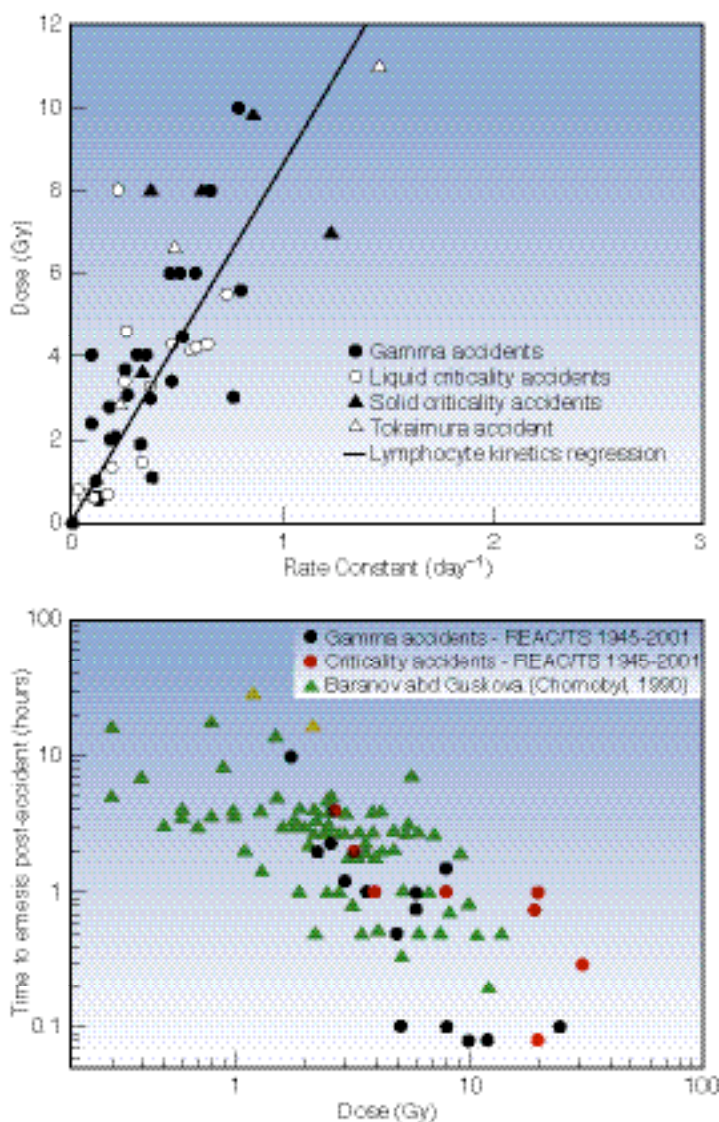 12
10
8
6
4
2
0
Dose (Gy)
Gamma accidents
Liquid criticality accidents
Solid criticality accidents
Tokaimura accident
Lymphocyte kinetics regression
0 1 2 3
Rate Constant (day⁻¹)
100
10
1
0.1
Time to emesis post-accident (hours)
Gamma accidents - REAC/TS 1945-2001
Criticality accidents - REAC/TS 1945-2001
Baranov abd Guskova (Chornobyl, 1990)
1 10 100
Dose (Gy)